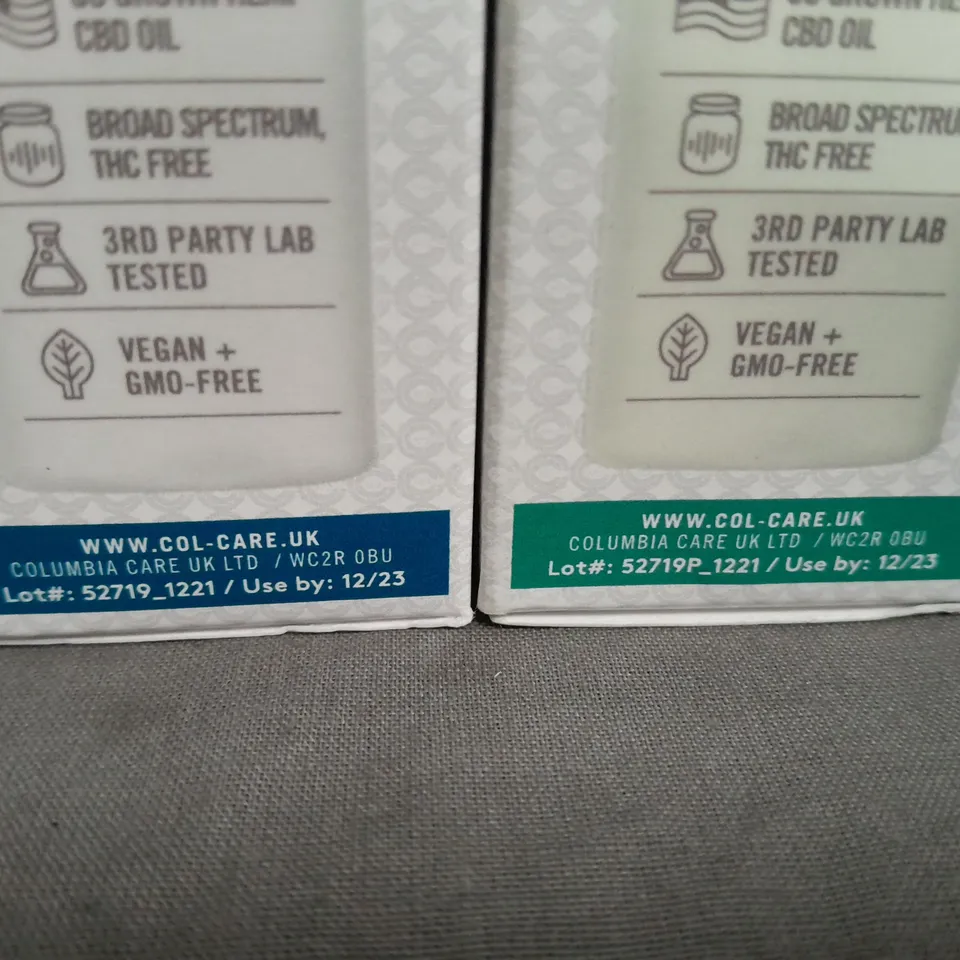 CBD OIL
BROAD SPECTRUM,
THC FREE
3RD PARTY LAB
TESTED
VEGAN +
GMO-FREE
WWW.COL-CARE.UK
COLUMBIA CARE UK LTD / WC2R 0BU
Lot#: 52719_1221 / Use by: 12/23
CBD OIL
BROAD SPECTRU
THC FREE
3RD PARTY LAB
TESTED
VEGAN +
GMO-FREE
WWW.COL-CARE.UK
COLUMBIA CARE UK LTD / WC2R 0BU
Lot#: 52719P_1221 / Use by: 12/23